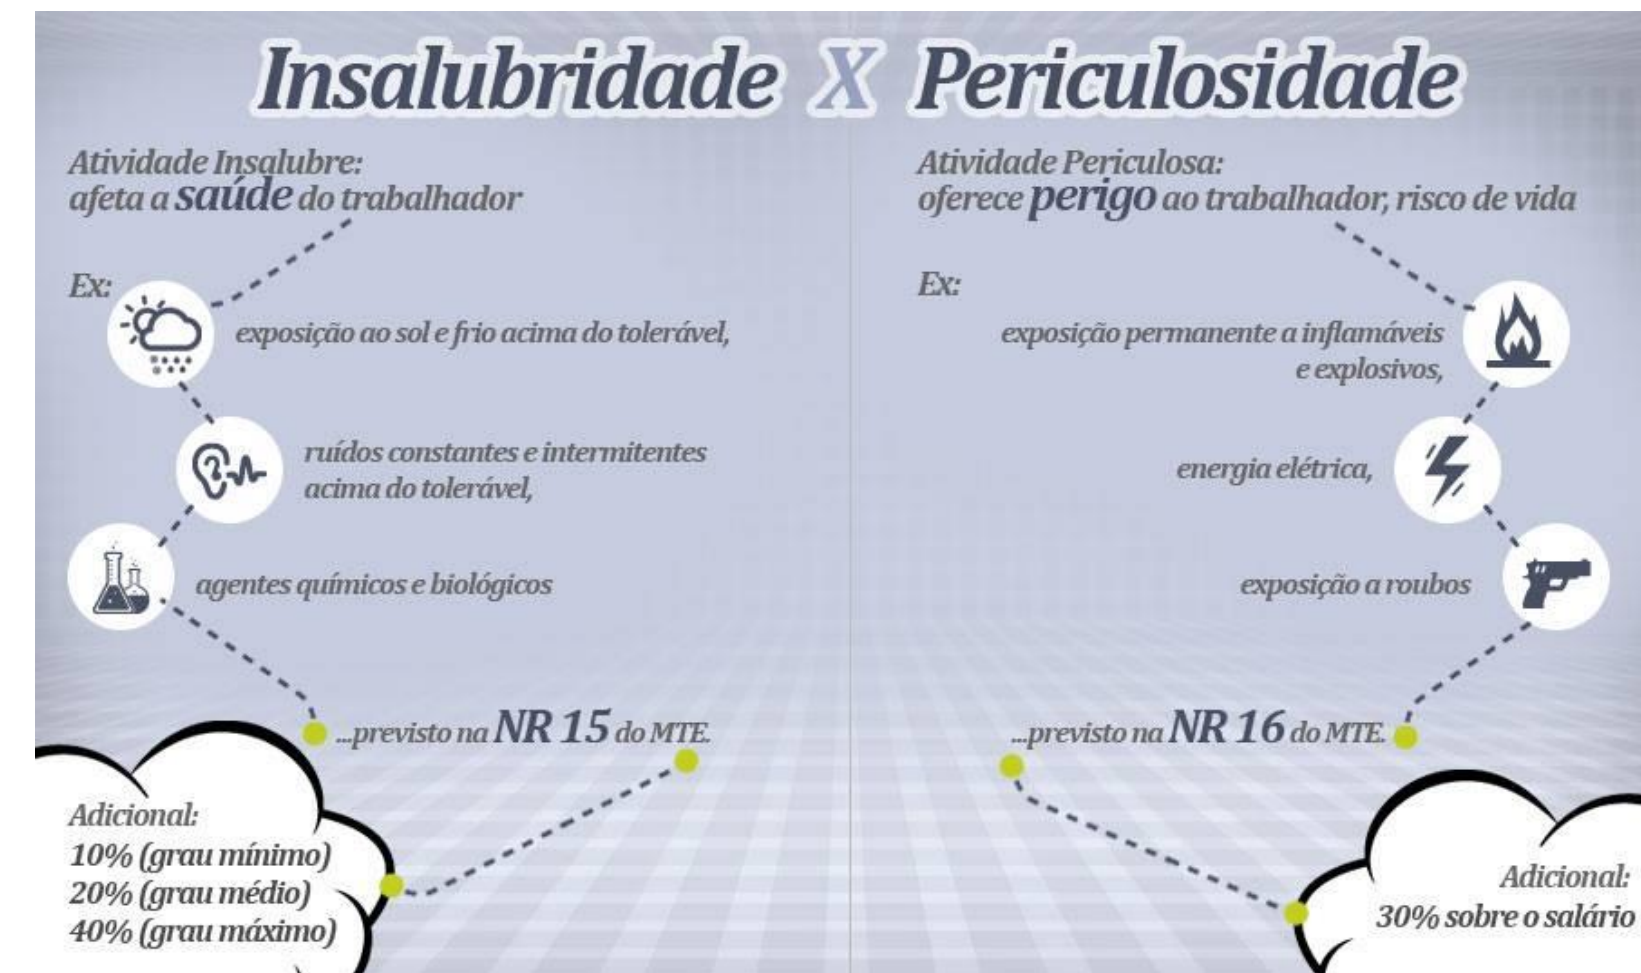 Insalubridade X Periculosidade
Atividade Insalubre:
afeta a saúde do trabalhador
Ex:
exposição ao sol e frio acima do tolerável,
ruídos constantes e intermitentes
acima do tolerável,
agentes químicos e biológicos
...previsto na NR 15 do MTE.
Adicional:
10% (grau mínimo)
20% (grau médio)
40% (grau máximo)
Atividade Periculosa:
oferece perigo ao trabalhador, risco de vida
Ex:
exposição permanente a inflamáveis
e explosivos,
energia elétrica,
exposição a roubos
...previsto na NR 16 do MTE.
Adicional:
30% sobre o salário